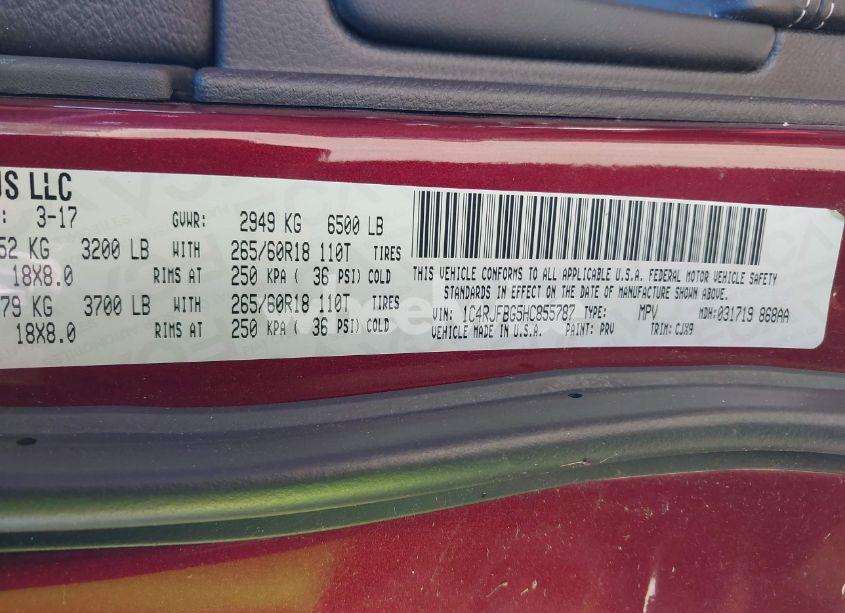 US LLC
: 3-17 GVWR: 2949 KG 6500 LB
52 KG 3200 LB WITH 265/60R18 110T TIRES
18X8.0 RIMS AT 250 KPA ( 36 PSI) COLD
79 KG 3700 LB WITH 265/60R18 110T TIRES
18X8.0 RIMS AT 250 KPA ( 36 PSI) COLD
THIS VEHICLE CONFORMS TO ALL APPLICABLE U.S.A. FEDERAL MOTOR VEHICLE SAFETY
STANDARDS IN EFFECT ON THE DATE OF MANUFACTURE SHOWN ABOVE.
VIN: 1C4RJFBG5HC855787 TYPE: MPV MDH: 031719 868AA
VEHICLE MADE IN U.S.A. PAINT: PRV TRIM: CJX9